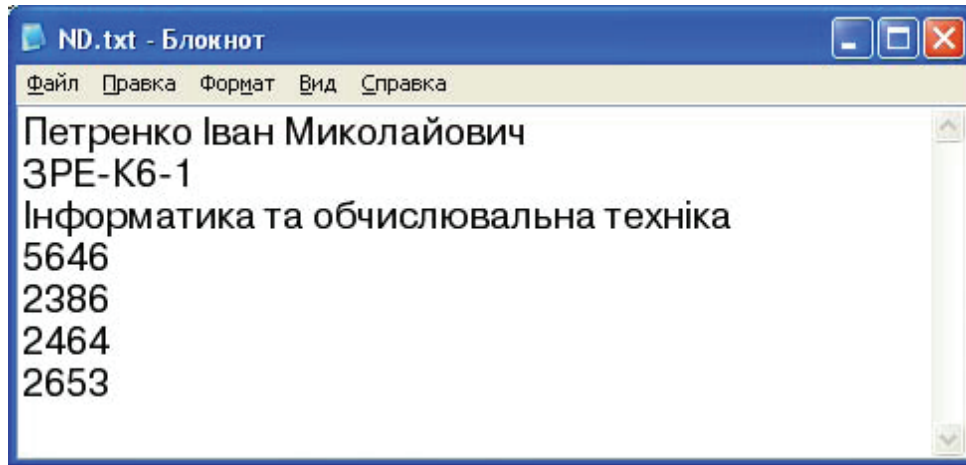 ND.txt - Блокнот
Файл Правка Формат Вид Справка
Петренко Іван Миколайович
ЗРЕ-К6-1
Інформатика та обчислювальна техніка
5646
2386
2464
2653